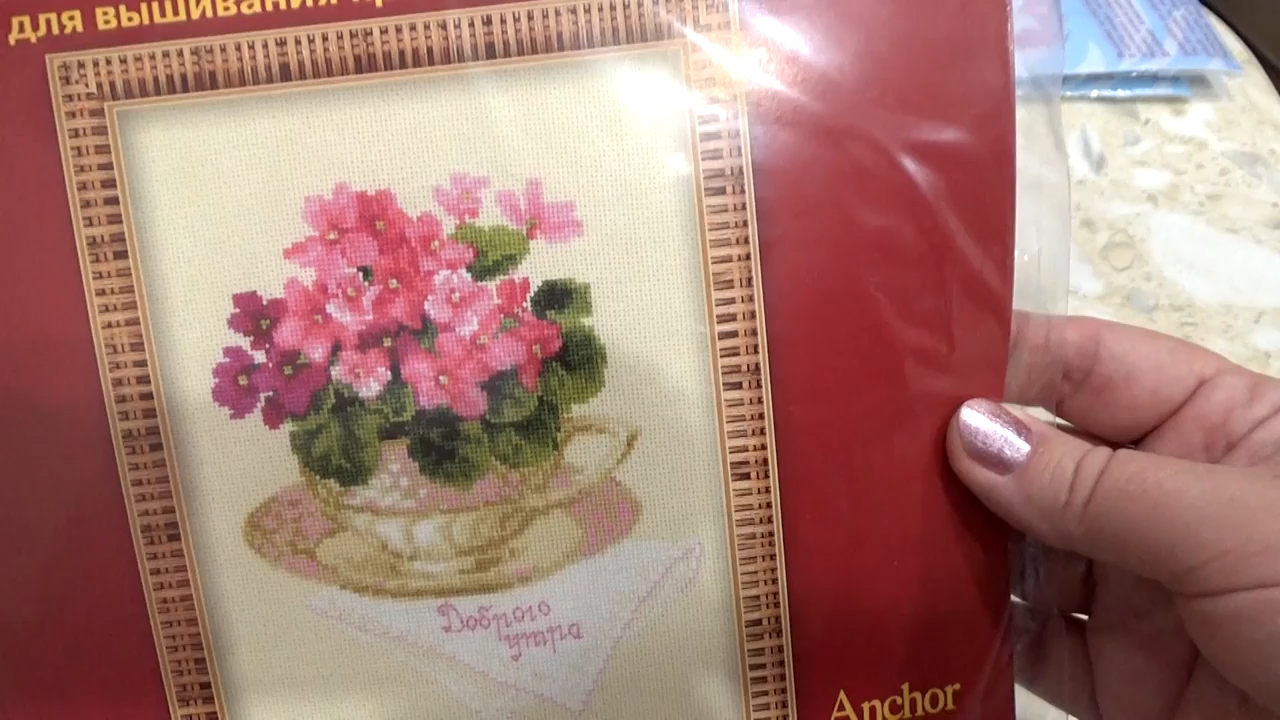 для вышивания
Доброго
утра
Anchor